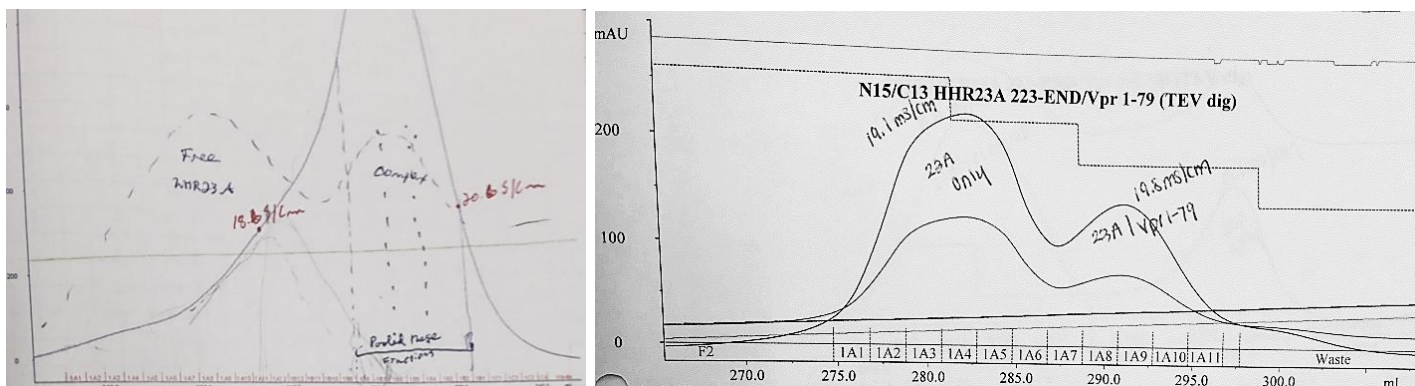 Free
HHR23A
Complex
18.6 S/Cm
20.6 S/Cm
200
0
Pooled these
Fractions
mAU
N15/C13 HHR23A 223-END/Vpr 1-79 (TEV dig)
19.1 ms/cm
23A
only
19.8 ms/cm
23A / Vpr 1-79
200
100
0
F2
1A1 1A2 1A3 1A4 1A5 1A6 1A7 1A8 1A9 1A10 1A11
Waste
270.0 275.0 280.0 285.0 290.0 295.0 300.0 ml